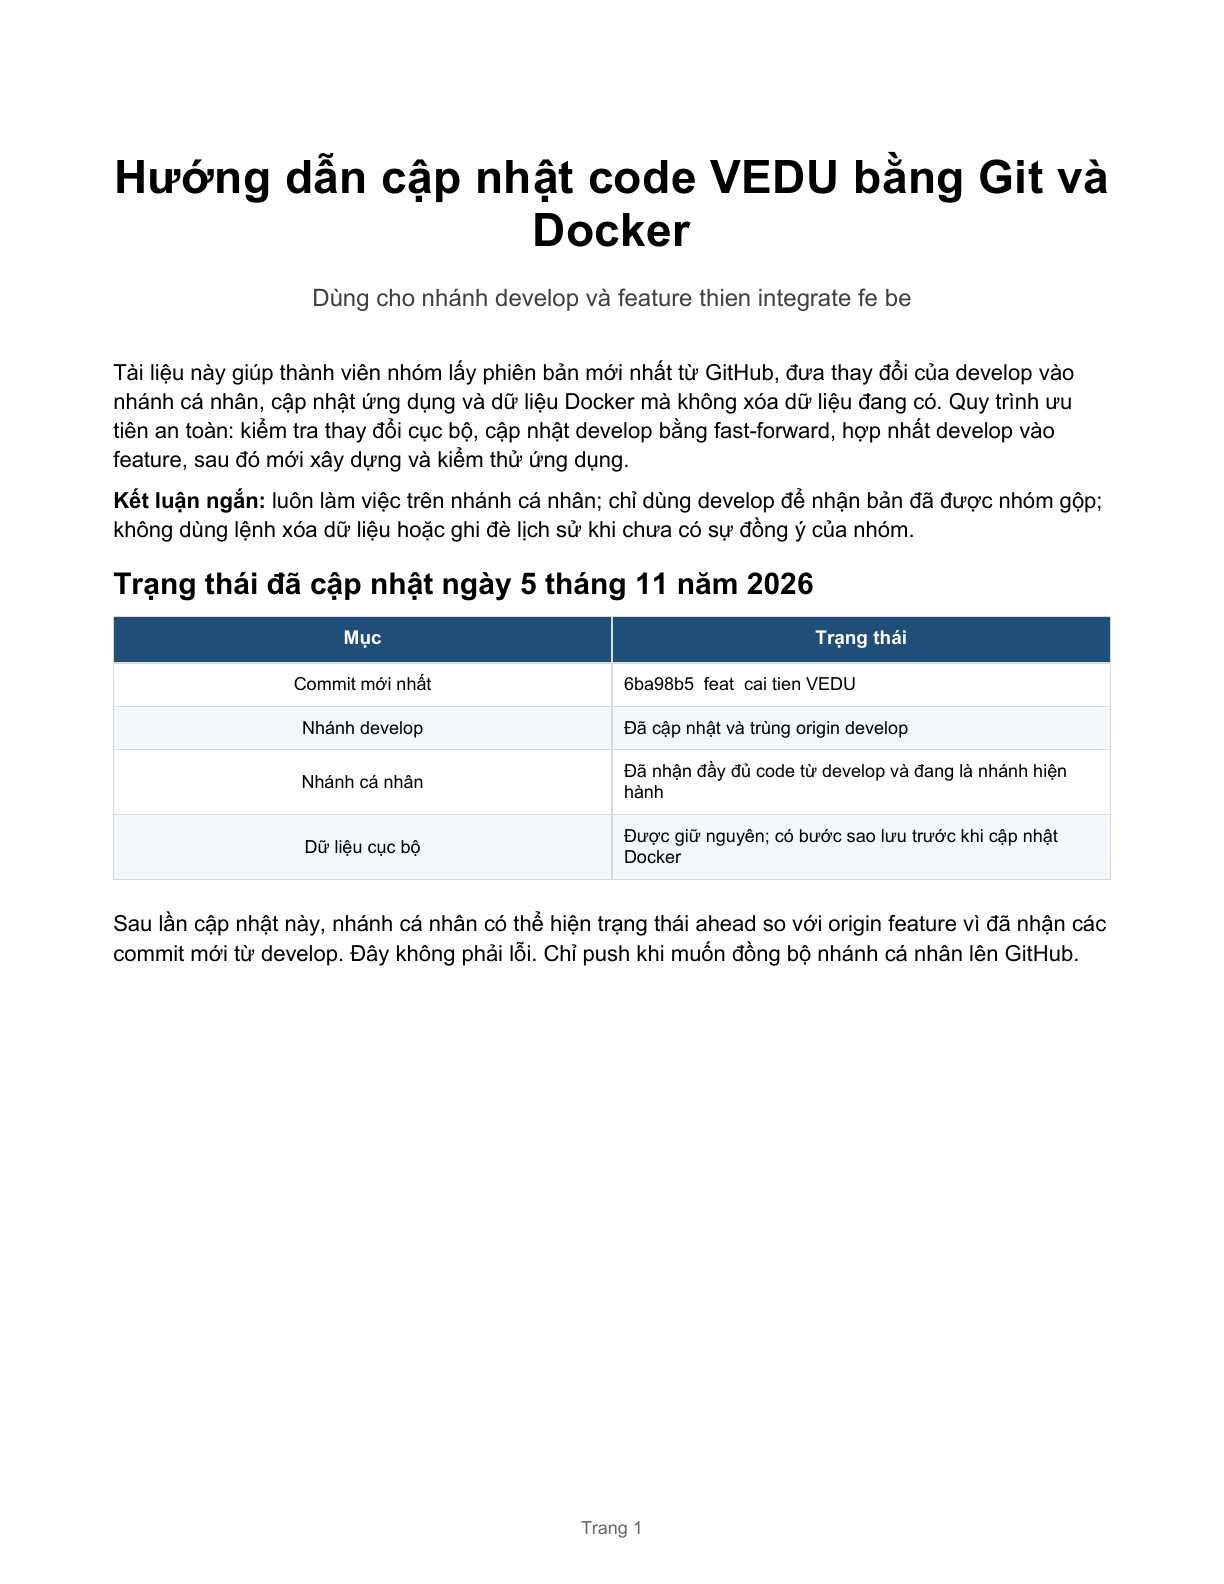 Hướng dẫn cập nhật code VEDU bằng Git và
Docker
Dùng cho nhánh develop và feature thien integrate fe be
Tài liệu này giúp thành viên nhóm lấy phiên bản mới nhất từ GitHub, đưa thay đổi của develop vào
nhánh cá nhân, cập nhật ứng dụng và dữ liệu Docker mà không xóa dữ liệu đang có. Quy trình ưu
tiên an toàn: kiểm tra thay đổi cục bộ, cập nhật develop bằng fast-forward, hợp nhất develop vào
feature, sau đó mới xây dựng và kiểm thử ứng dụng.
Kết luận ngắn: luôn làm việc trên nhánh cá nhân; chỉ dùng develop để nhận bản đã được nhóm gộp;
không dùng lệnh xóa dữ liệu hoặc ghi đè lịch sử khi chưa có sự đồng ý của nhóm.
Trạng thái đã cập nhật ngày 5 tháng 11 năm 2026
Mục Trạng thái
Commit mới nhất 6ba98b5 feat cai tien VEDU
Nhánh develop Đã cập nhật và trùng origin develop
Nhánh cá nhân Đã nhận đầy đủ code từ develop và đang là nhánh hiện
hành
Dữ liệu cục bộ Được giữ nguyên; có bước sao lưu trước khi cập nhật
Docker
Sau lần cập nhật này, nhánh cá nhân có thể hiện trạng thái ahead so với origin feature vì đã nhận các
commit mới từ develop. Đây không phải lỗi. Chỉ push khi muốn đồng bộ nhánh cá nhân lên GitHub.
Trang 1